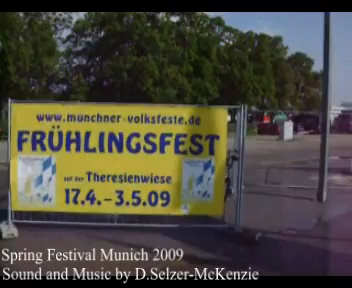 www.munchner-volksfeste.de
FRÜHLINGSFEST
auf der Theresienwiese
17.4.-3.5.09
Spring Festival Munich 2009
Sound and Music by D.Selzer-McKenzie